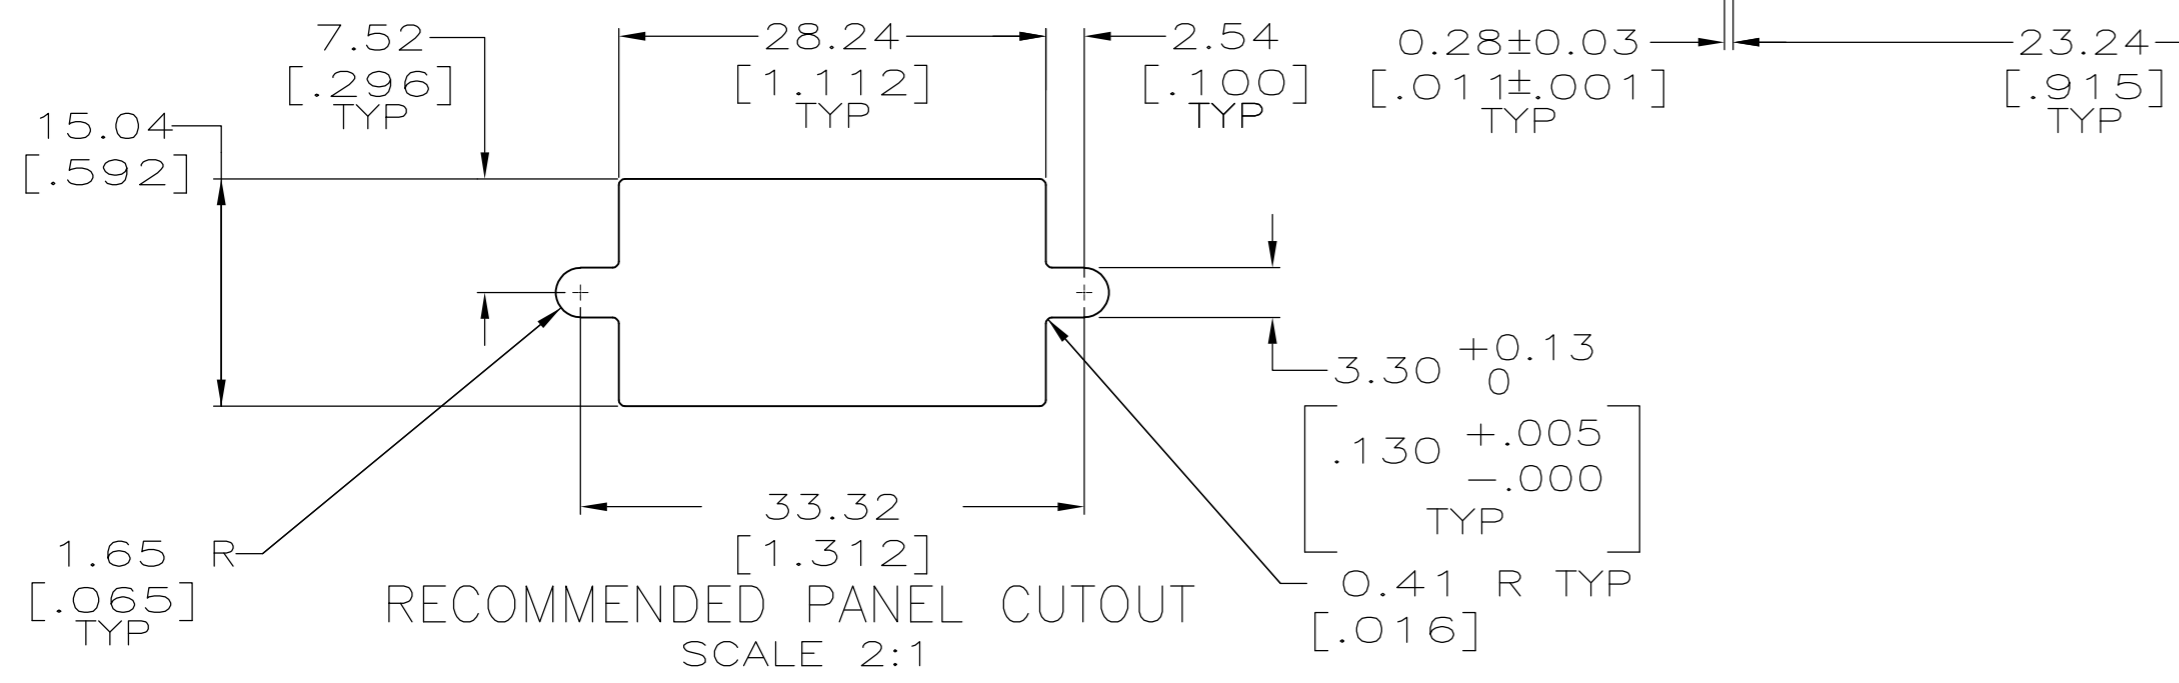 7.52
[.296]
TYP
28.24
[1.112]
TYP
2.54
[.100]
TYP
0.28±0.03
[.011±.001]
TYP
23.24
[.915]
TYP
15.04
[.592]
3.30 +0.13
0
.130 +.005
-.000
TYP
33.32
[1.312]
1.65 R
[.065]
TYP
0.41 R TYP
[.016]
RECOMMENDED PANEL CUTOUT
SCALE 2:1